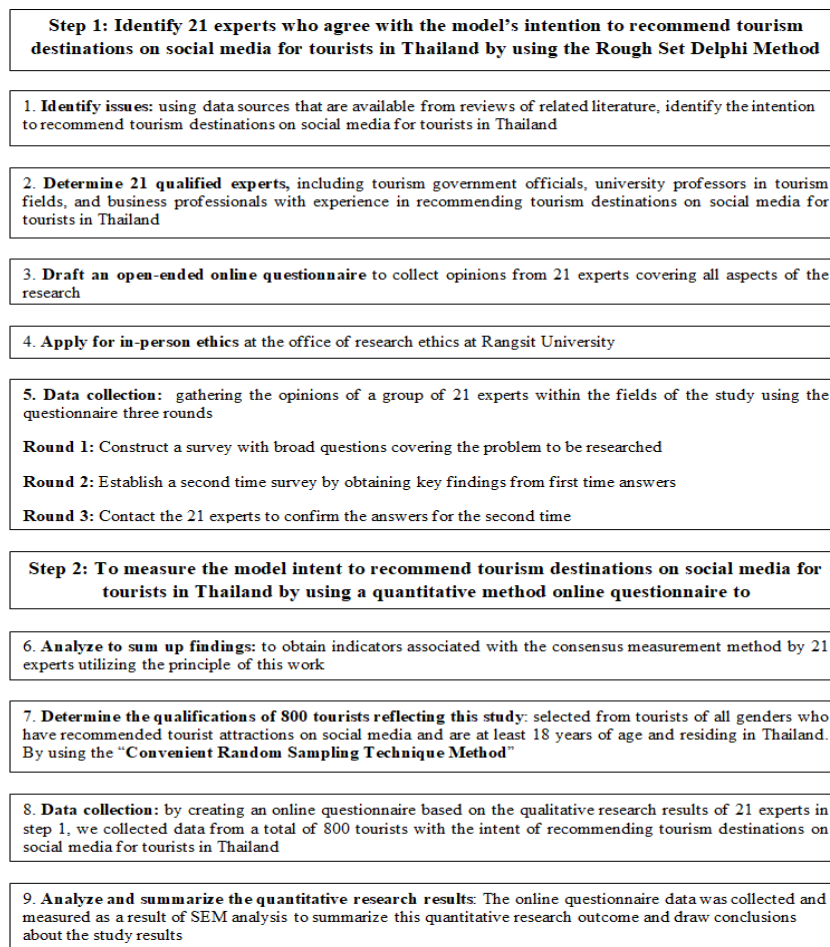 Step 1: Identify 21 experts who agree with the model's intention to recommend tourism
destinations on social media for tourists in Thailand by using the Rough Set Delphi Method
1. Identify issues: using data sources that are available from reviews of related literature, identify the intention
to recommend tourism destinations on social media for tourists in Thailand
2. Determine 21 qualified experts, including tourism government officials, university professors in tourism
fields, and business professionals with experience in recommending tourism destinations on social media for
tourists in Thailand
3. Draft an open-ended online questionnaire to collect opinions from 21 experts covering all aspects of the
research
4. Apply for in-person ethics at the office of research ethics at Rangsit University
5. Data collection: gathering the opinions of a group of 21 experts within the fields of the study using the
questionnaire three rounds
Round 1: Construct a survey with broad questions covering the problem to be researched
Round 2: Establish a second time survey by obtaining key findings from first time answers
Round 3: Contact the 21 experts to confirm the answers for the second time
Step 2: To measure the model intent to recommend tourism destinations on social media for
tourists in Thailand by using a quantitative method online questionnaire to
6. Analyze to sum up findings: to obtain indicators associated with the consensus measurement method by 21
experts utilizing the principle of this work
7. Determine the qualifications of 800 tourists reflecting this study: selected from tourists of all genders who
have recommended tourist attractions on social media and are at least 18 years of age and residing in Thailand.
By using the "Convenient Random Sampling Technique Method"
8. Data collection: by creating an online questionnaire based on the qualitative research results of 21 experts in
step 1, we collected data from a total of 800 tourists with the intent of recommending tourism destinations on
social media for tourists in Thailand
9. Analyze and summarize the quantitative research results: The online questionnaire data was collected and
measured as a result of SEM analysis to summarize this quantitative research outcome and draw conclusions
about the study results